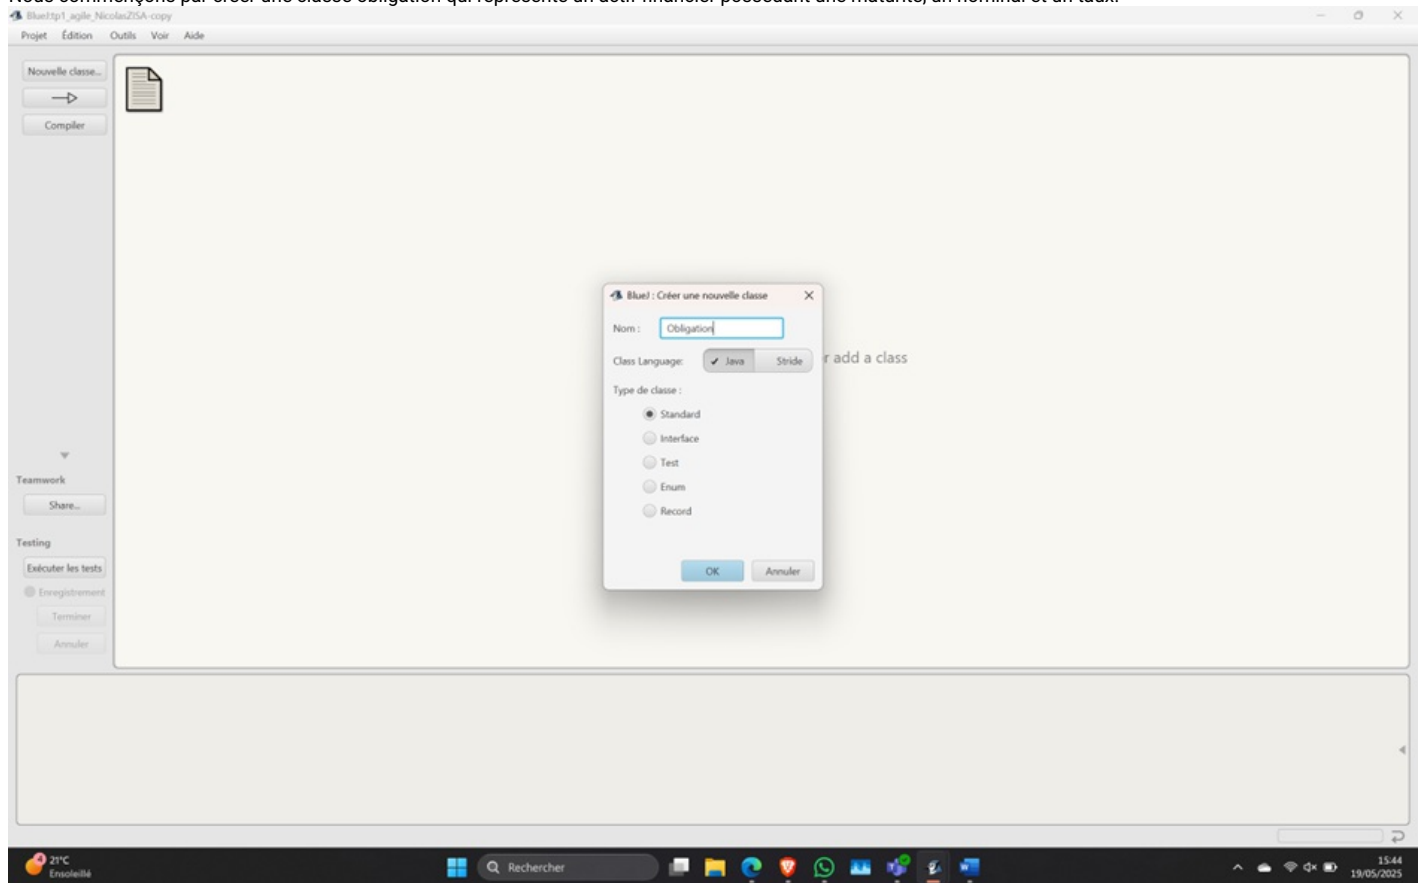 Nous commençons par créer une classe obligation qui représente un actif financier possédant une maturité, un nominal et un taux.
BlueJ:tp1_agile_NicolasZISA-copy
Projet Édition Outils Voir Aide
Nouvelle classe...
Compiler
BlueJ : Créer une nouvelle classe
Nom : Obligation
Class Language: Java Stride
r add a class
Type de classe :
Standard
Interface
Test
Enum
Record
OK Annuler
Teamwork
Share...
Testing
Exécuter les tests
Enregistrement
Terminer
Annuler
4
21°C
Ensoleillé
Rechercher
15:44
19/05/2025